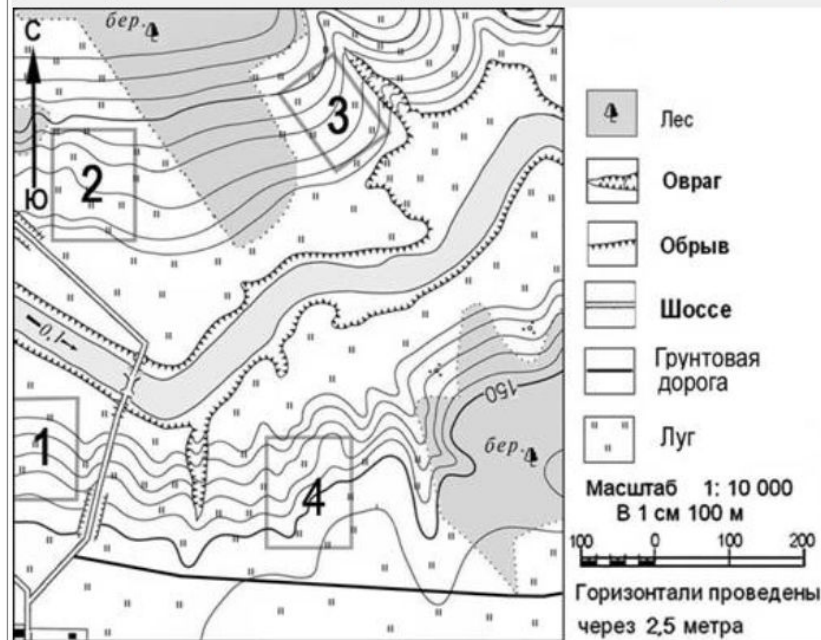 бер.
С
3
2
Ю
0,1
1
150
бер.
4
Лес
Овраг
Обрыв
Шоссе
Грунтовая
дорога
Луг
Масштаб 1: 10 000
В 1 см 100 м
100 0 100 200
Горизонтали проведены
через 2,5 метра